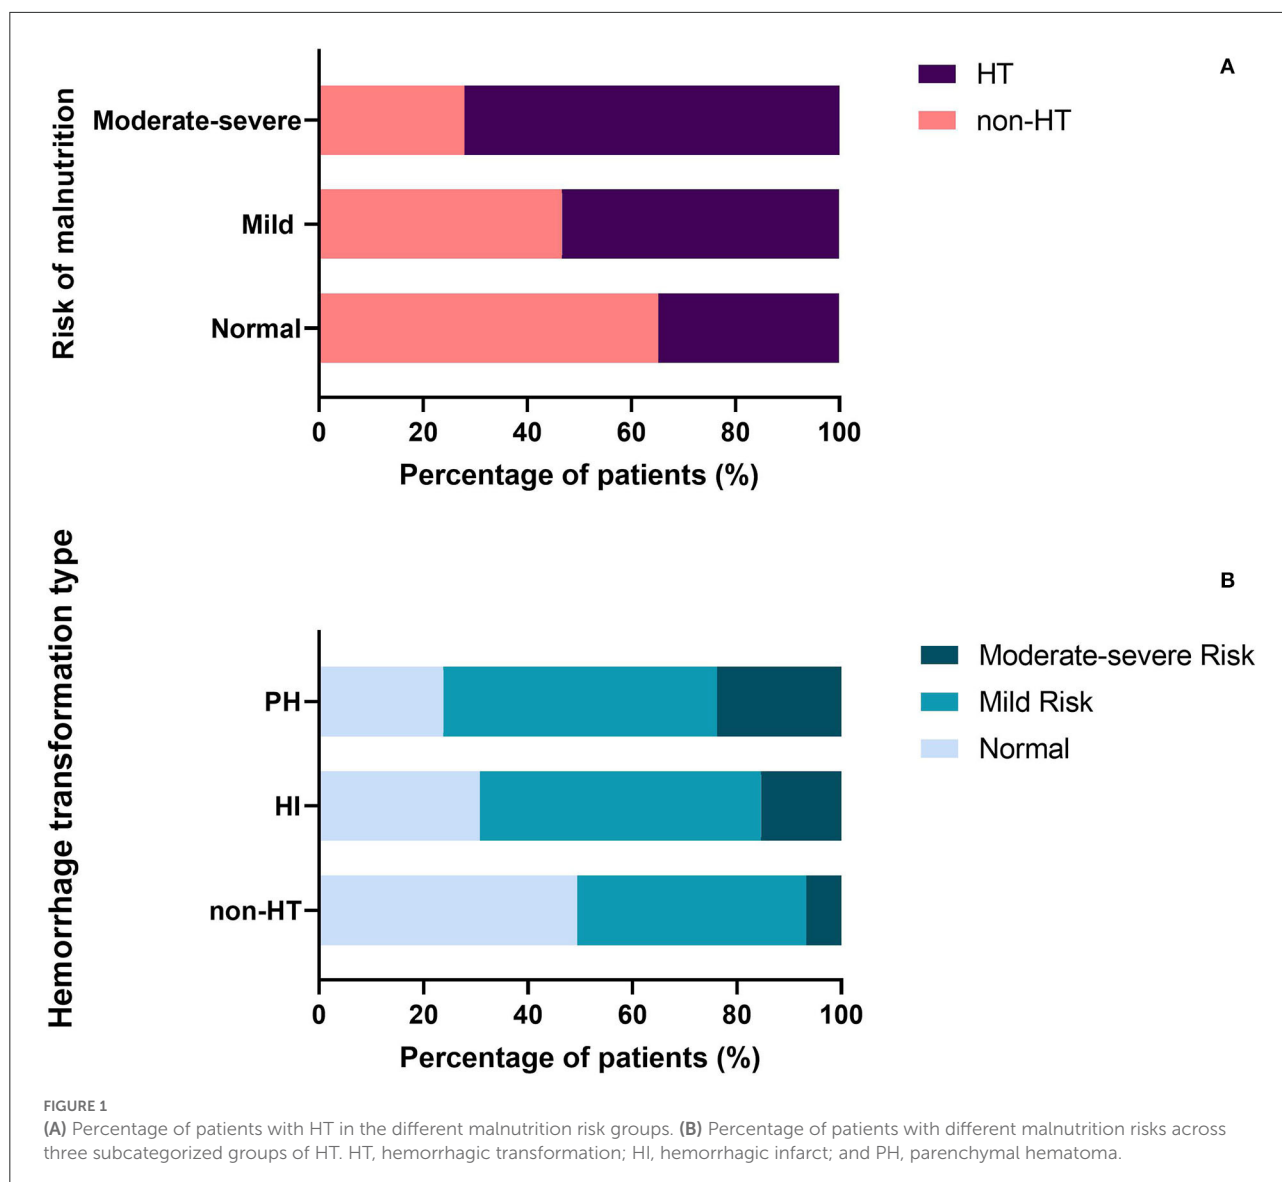 HT
non-HT
A
Risk of malnutrition
Moderate-severe
Mild
Normal
0 20 40 60 80 100
Percentage of patients (%)
B
Hemorrhage transformation type
Moderate-severe Risk
Mild Risk
Normal
PH
HI
non-HT
0 20 40 60 80 100
Percentage of patients (%)
FIGURE 1
(A) Percentage of patients with HT in the different malnutrition risk groups. (B) Percentage of patients with different malnutrition risks across
three subcategorized groups of HT. HT, hemorrhagic transformation; HI, hemorrhagic infarct; and PH, parenchymal hematoma.